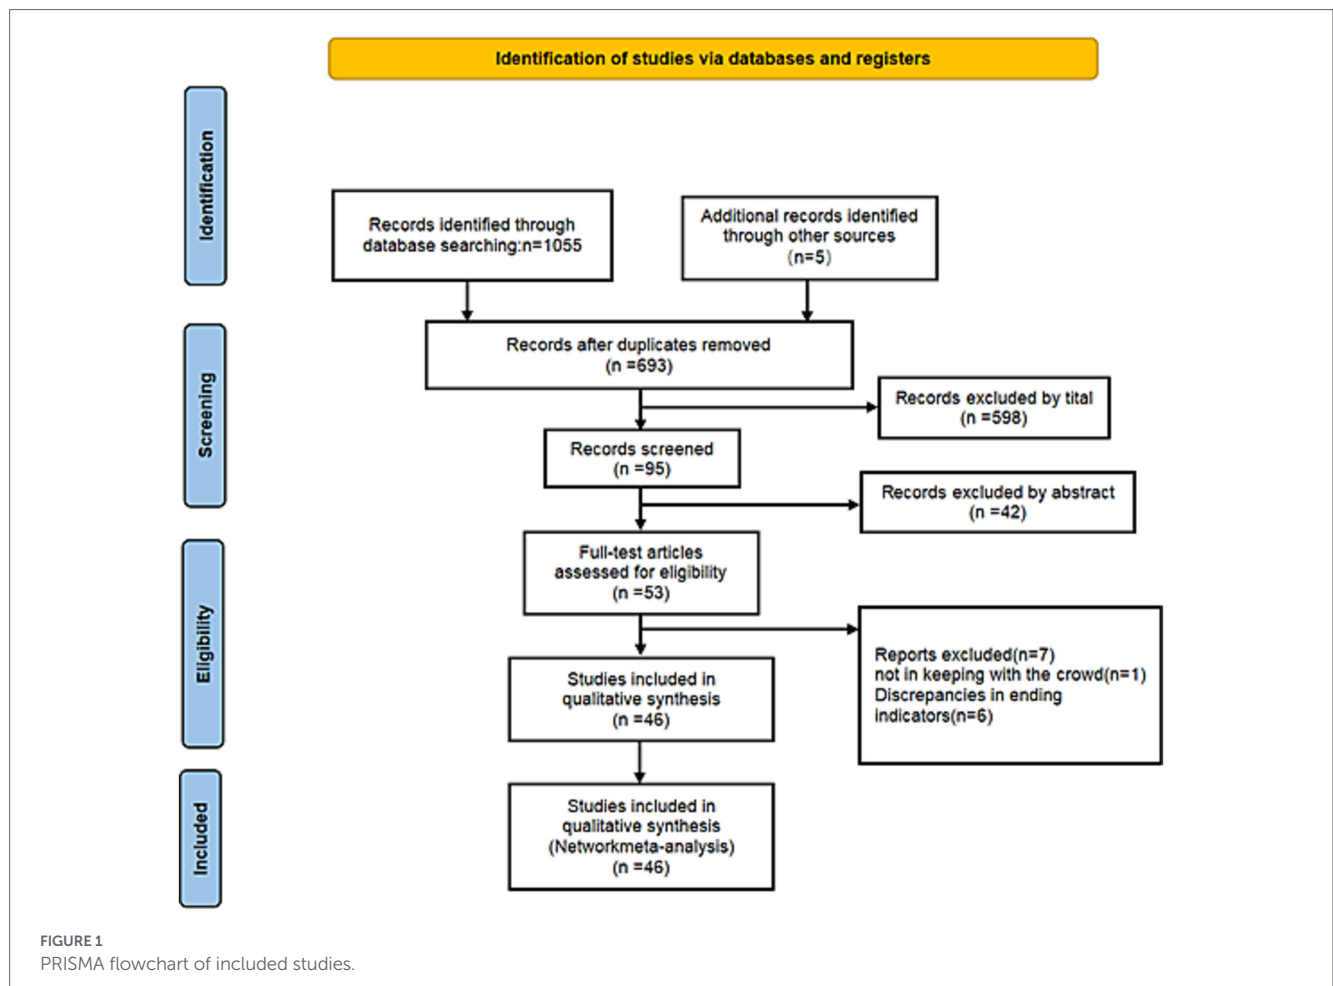 Identification of studies via databases and registers
Identification
Records identified through
database searching:n=1055
Additional records identified
through other sources
(n=5)
Screening
Records after duplicates removed
(n =693)
Records excluded by tital
(n =598)
Records screened
(n =95)
Records excluded by abstract
(n =42)
Eligibility
Full-test articles
assessed for eligibility
(n =53)
Reports excluded(n=7)
not in keeping with the crowd(n=1)
Discrepancies in ending
indicators(n=6)
Studies included in
qualitative synthesis
(n =46)
Included
Studies included in
qualitative synthesis
(Networkmeta-analysis)
(n =46)
FIGURE 1
PRISMA flowchart of included studies.